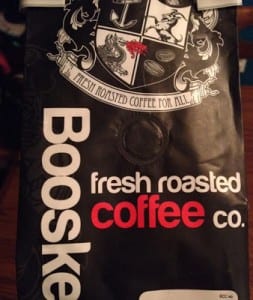 FRESH ROASTED COFFEE FOR ALL
Booske
fresh roasted
coffee co.